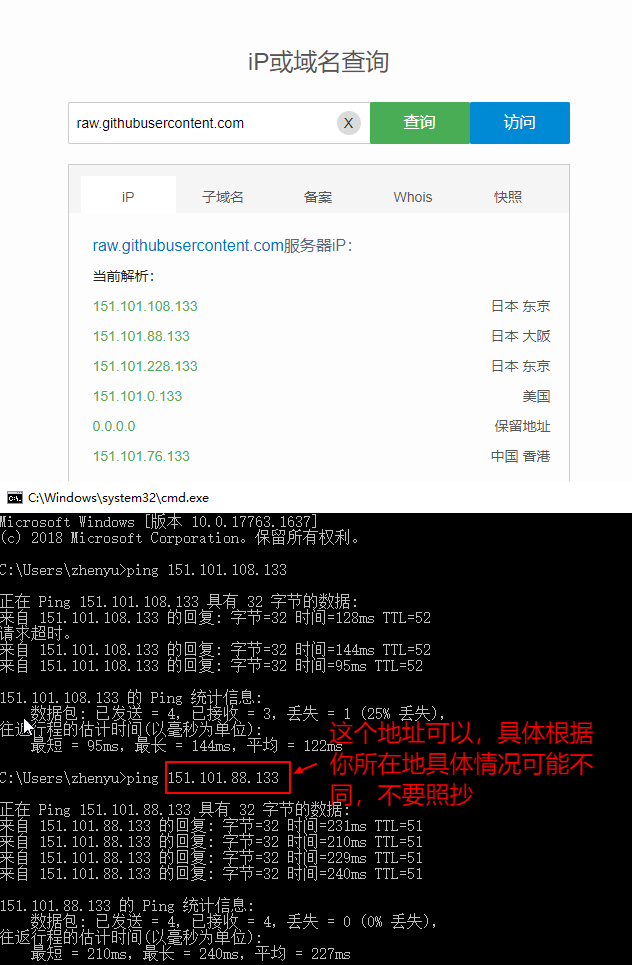 iP或域名查询
raw.githubusercontent.com X 查询 访问
iP 子域名 备案 Whois 快照
raw.githubusercontent.com服务器iP:
当前解析:
151.101.108.133 日本 东京
151.101.88.133 日本 大阪
151.101.228.133 日本 东京
151.101.0.133 美国
0.0.0.0 保留地址
151.101.76.133 中国 香港
C:\Windows\system32\cmd.exe
Microsoft Windows [版本 10.0.17763.1637]
(c) 2018 Microsoft Corporation。保留所有权利。
C:\Users\zhenyu>ping 151.101.108.133
正在 Ping 151.101.108.133 具有 32 字节的数据:
来自 151.101.108.133 的回复: 字节=32 时间=128ms TTL=52
请求超时。
来自 151.101.108.133 的回复: 字节=32 时间=144ms TTL=52
来自 151.101.108.133 的回复: 字节=32 时间=95ms TTL=52
151.101.108.133 的 Ping 统计信息:
数据包: 已发送 = 4，已接收 = 3，丢失 = 1 (25% 丢失)，
往返行程的估计时间(以毫秒为单位):
最短 = 95ms，最长 = 144ms，平均 = 122ms
这个地址可以，具体根据
你所在地具体情况可能不
同，不要照抄
C:\Users\zhenyu>ping 151.101.88.133
正在 Ping 151.101.88.133 具有 32 字节的数据:
来自 151.101.88.133 的回复: 字节=32 时间=231ms TTL=51
来自 151.101.88.133 的回复: 字节=32 时间=210ms TTL=51
来自 151.101.88.133 的回复: 字节=32 时间=229ms TTL=51
来自 151.101.88.133 的回复: 字节=32 时间=240ms TTL=51
151.101.88.133 的 Ping 统计信息:
数据包: 已发送 = 4，已接收 = 4，丢失 = 0 (0% 丢失)，
往返行程的估计时间(以毫秒为单位):
最短 = 210ms，最长 = 240ms，平均 = 227ms